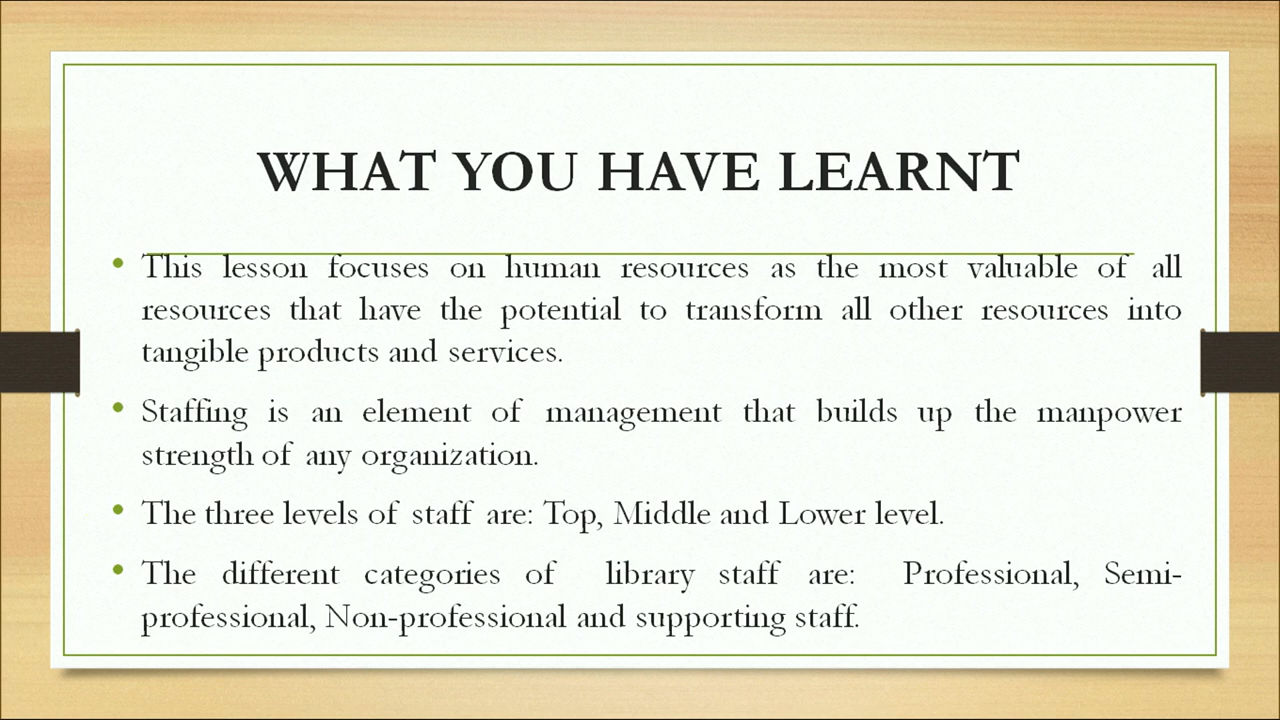 WHAT YOU HAVE LEARNT
• This lesson focuses on human resources as the most valuable of all
resources that have the potential to transform all other resources into
tangible products and services.
• Staffing is an element of management that builds up the manpower
strength of any organization.
• The three levels of staff are: Top, Middle and Lower level.
• The different categories of library staff are: Professional, Semi-
professional, Non-professional and supporting staff.